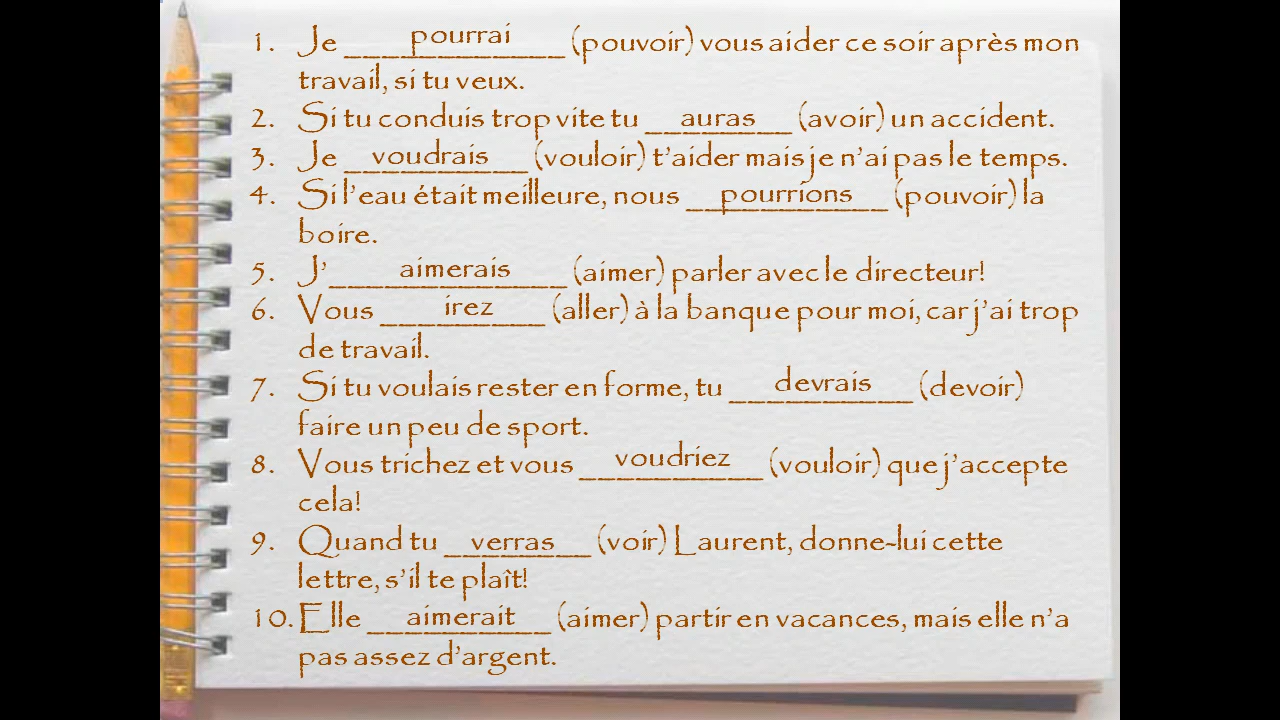 1. Je ____pourrai____ (pouvoir) vous aider ce soir après mon
travail, si tu veux.
2. Si tu conduis trop vite tu __auras__ (avoir) un accident.
3. Je __voudrais__ (vouloir) t'aider mais je n'ai pas le temps.
4. Si l'eau était meilleure, nous __pourrions__ (pouvoir) la
boire.
5. J'____aimerais____ (aimer) parler avec le directeur!
6. Vous ____irez____ (aller) à la banque pour moi, car j'ai trop
de travail.
7. Si tu voulais rester en forme, tu __devrais__ (devoir)
faire un peu de sport.
8. Vous trichez et vous __voudriez__ (vouloir) que j'accepte
cela!
9. Quand tu __verras__ (voir) Laurent, donne-lui cette
lettre, s'il te plaît!
10. Elle __aimerait__ (aimer) partir en vacances, mais elle n'a
pas assez d'argent.